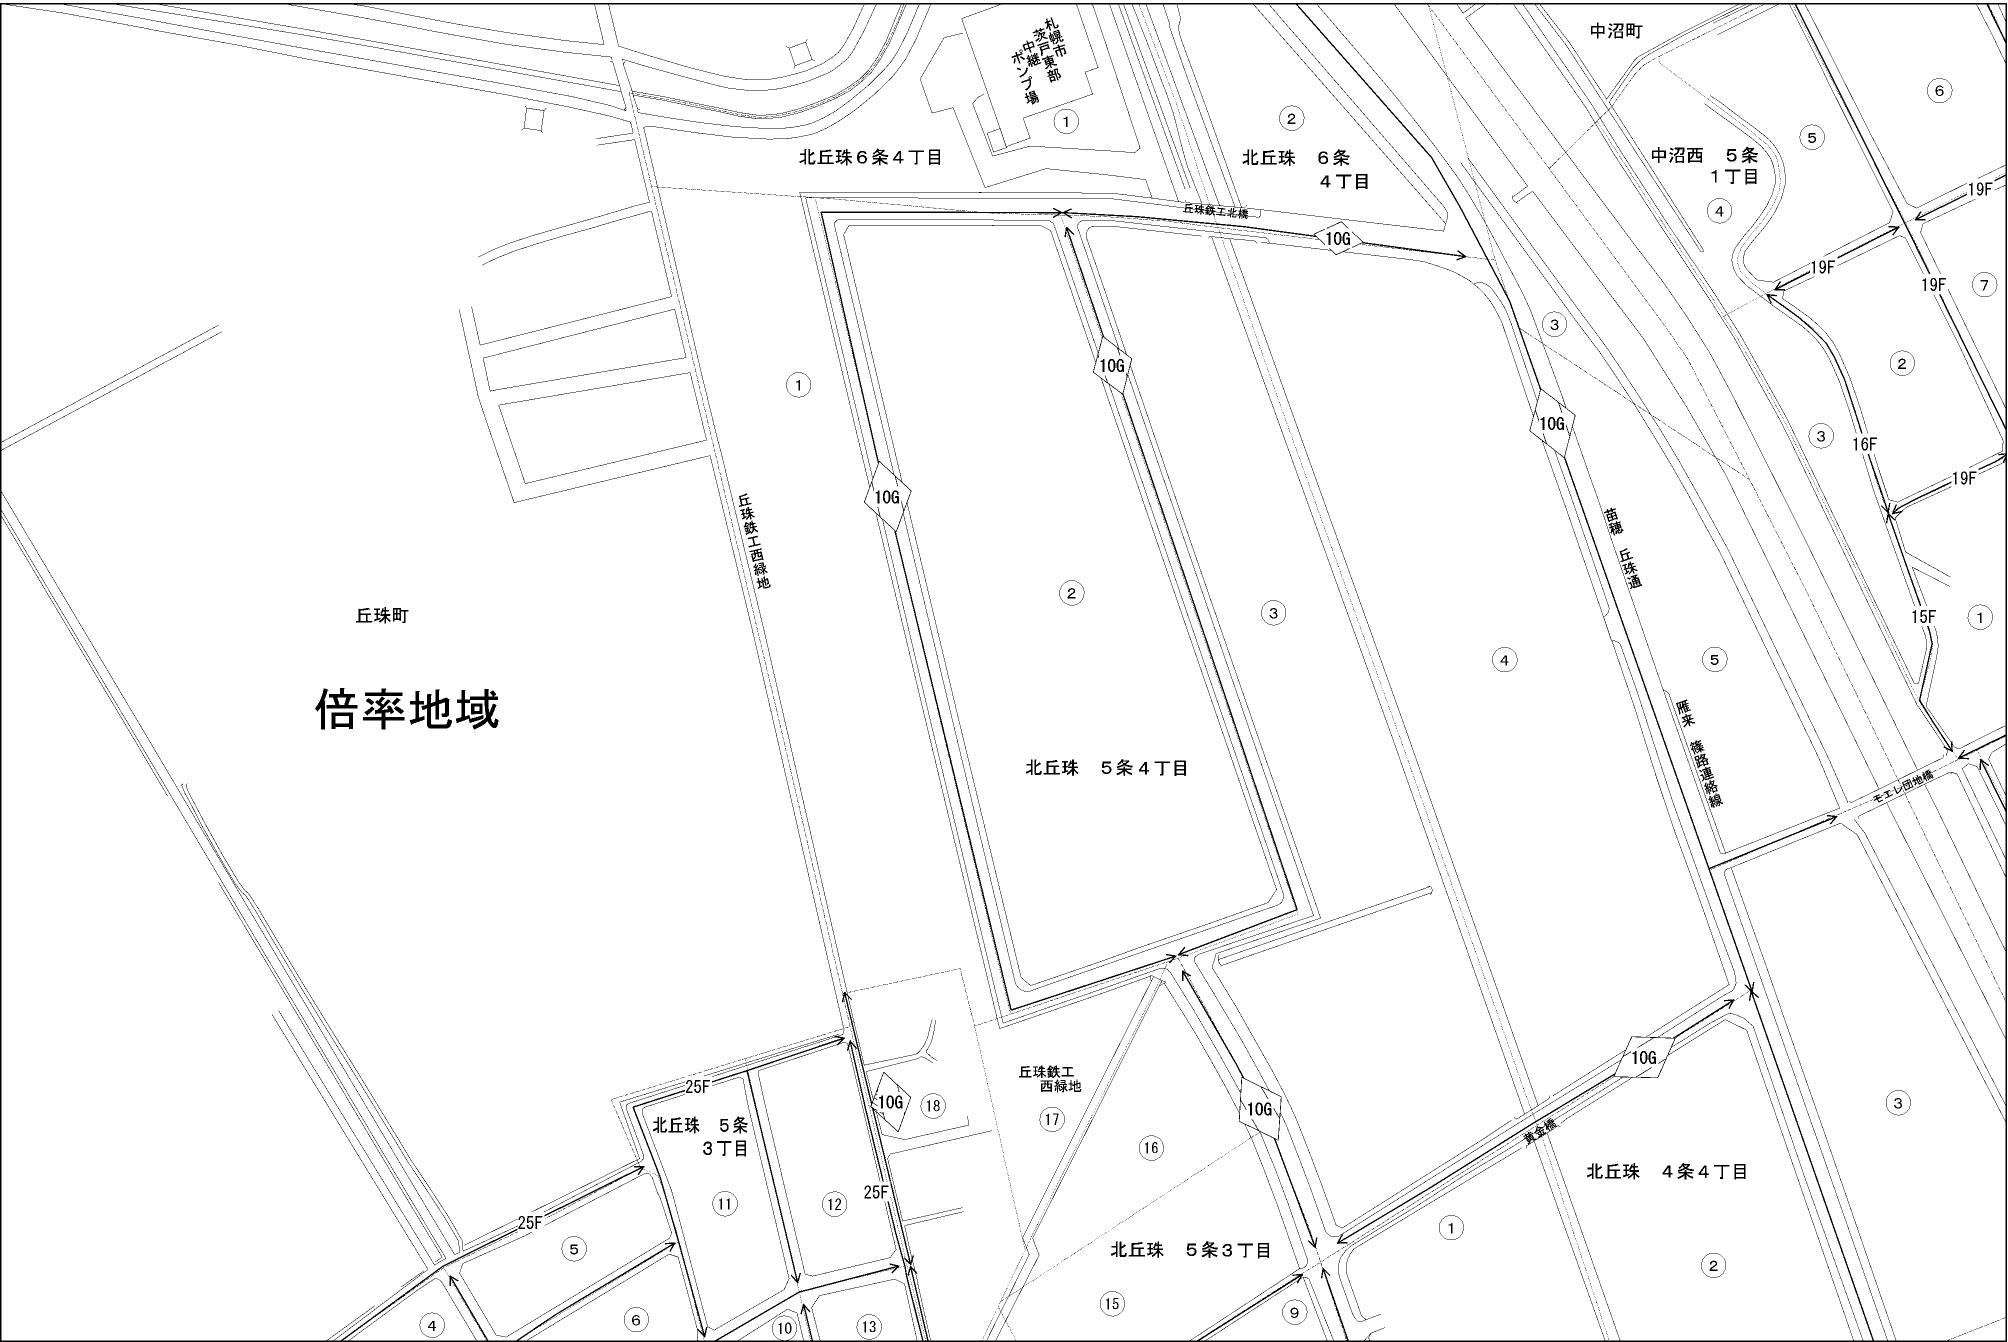 札幌市
茨戸東部
中継
ポンプ場
①
北丘珠６条４丁目
②
北丘珠　６条
４丁目
丘珠鉄工北橋
10G
中沼町
⑥
⑤
中沼西　５条
１丁目
④
19F
19F
19F
⑦
③
②
①
10G
10G
10G
③
16F
19F
丘珠鉄工西緑地
苗穂　丘珠通
丘珠町
②
③
④
⑤
15F
①
倍率地域
北丘珠　５条４丁目
雁来　篠路連絡線
モエレ団地橋
25F
北丘珠　５条
３丁目
10G
⑱
丘珠鉄工
西緑地
⑰
⑯
10G
10G
黄金橋
③
⑪
⑫
25F
25F
⑤
北丘珠　５条３丁目
北丘珠　４条４丁目
①
②
④
⑥
⑩
⑬
⑮
⑨